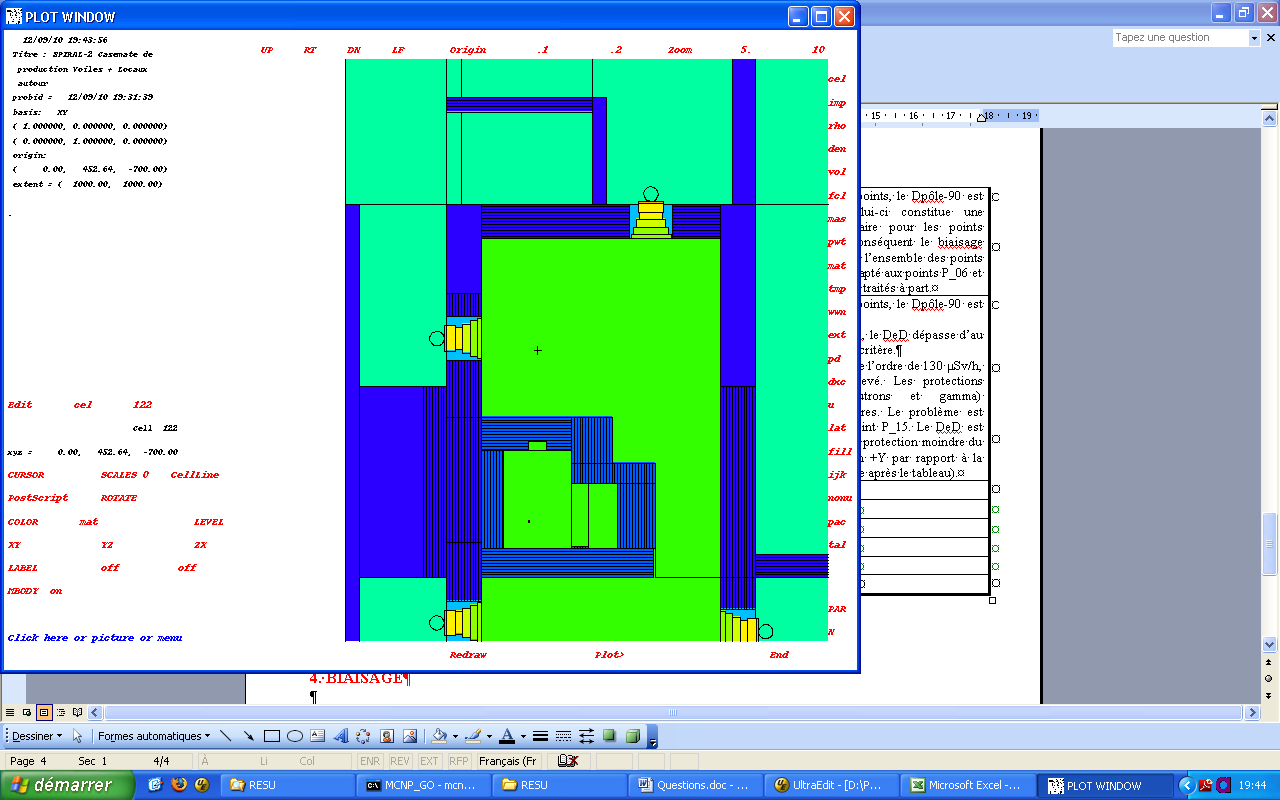 PLOT WINDOW
12/09/10 19:43:56
Titre : SPIRAL-2 Casemate de
production Voiles + Locaux
autour
probid = 12/09/10 19:31:39
basis: XY
( 1.000000, 0.000000, 0.000000)
( 0.000000, 1.000000, 0.000000)
origin:
( 0.00, 452.64, -700.00)
extent = ( 1000.00, 1000.00)
UP RT DN LF Origin .1 .2 Zoom 5. 10
cel
imp
rho
den
vol
fcl
mas
pwt
mat
tmp
wwn
ext
pd
dxc
u
lat
fill
ijk
nonu
pac
tal
PAR
N
Edit cel 122
Cell 122
xyz = 0.00, 452.64, -700.00
CURSOR SCALES 0 CellLine
PostScript ROTATE
COLOR mat LEVEL
XY YZ ZX
LABEL off off
MBODY on
Click here or picture or menu
Redraw Plot> End
Tapez une question
15 16 17 18 19
points, le Dpôle-90 est
lui-ci constitue une
aire pour les points
onséquent le biaisage
l’ensemble des points
apté aux points P_06 et
traités à part.¤
points, le Dpôle-90 est
, le DeD dépasse d’au
critère.¶
e l’ordre de 130 µSv/h,
evé. Les protections
utrons et gamma)
res. Le problème est
int P_15. Le DeD est
protection moindre du
n +Y par rapport à la
e après le tableau).¤
4. BIAISAGE¶
¶
Dessiner Formes automatiques
Page 4 Sec 1 4/4 À Li Col ENR REV EXT RFP Français (Fr
démarrer RESU MCNP_GO - mcn... RESU Questions.doc - ... UltraEdit - [D:\P... Microsoft Excel -... PLOT WINDOW 19:44